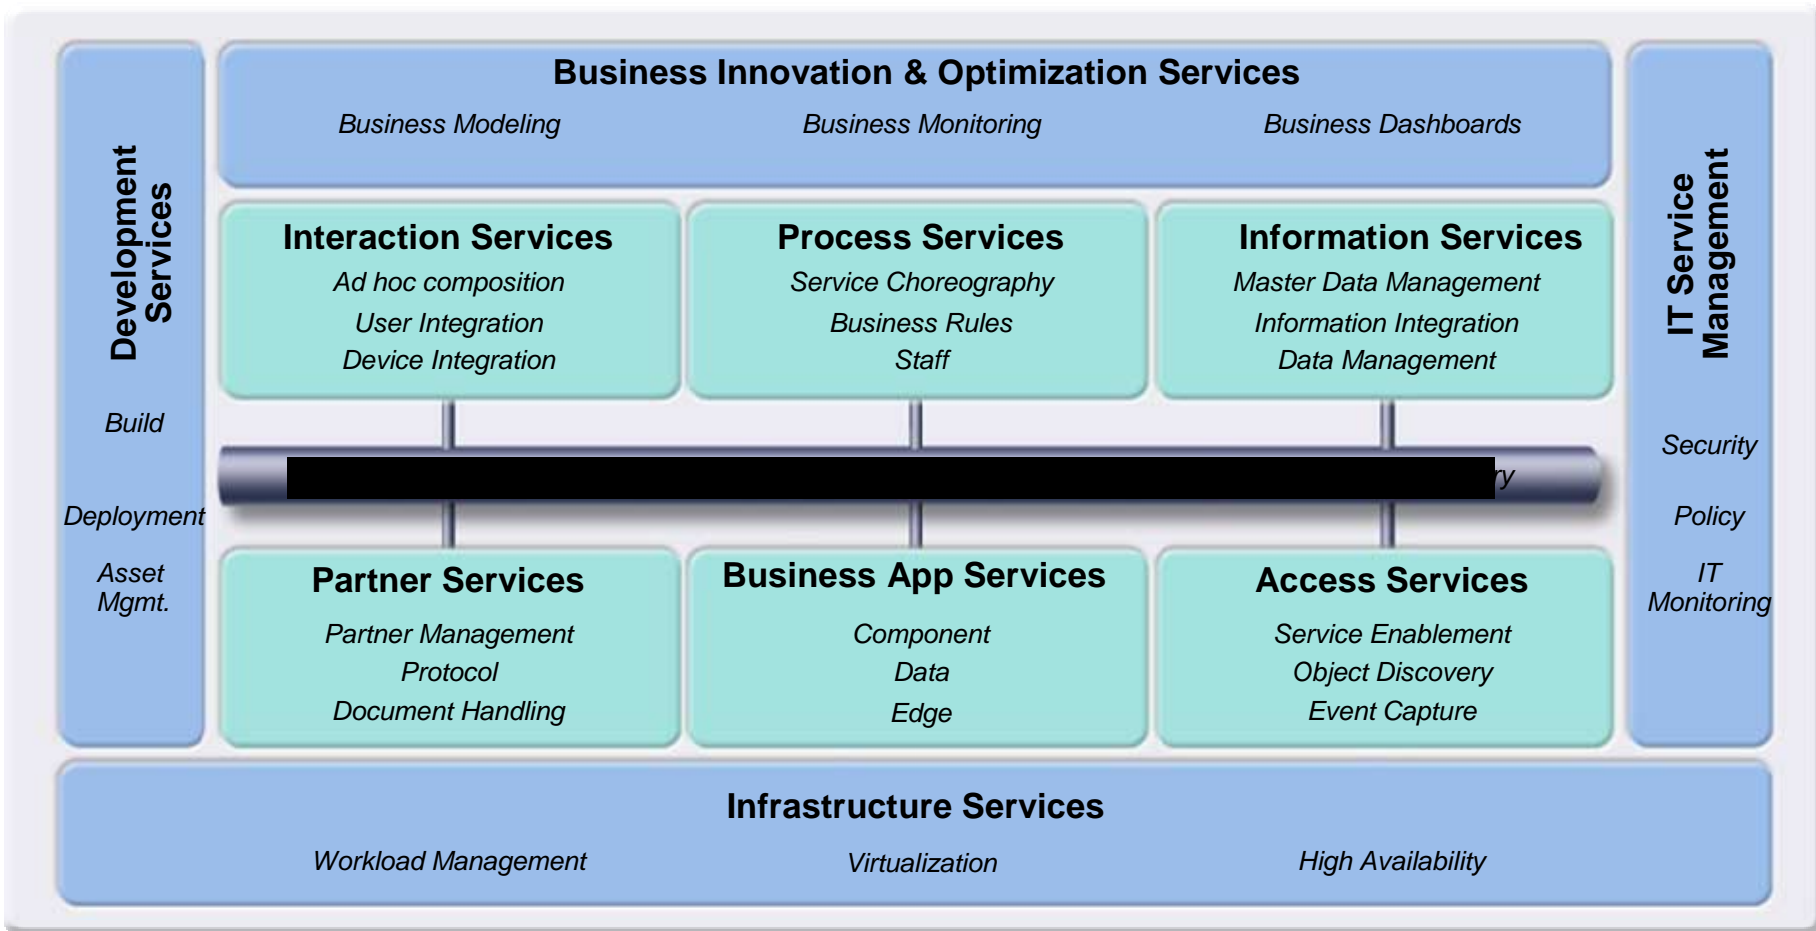 Business Innovation & Optimization Services
Business Modeling
Business Monitoring
Business Dashboards
Development
Services
Build
Deployment
Asset
Mgmt.
Interaction Services
Ad hoc composition
User Integration
Device Integration
Process Services
Service Choreography
Business Rules
Staff
Information Services
Master Data Management
Information Integration
Data Management
Partner Services
Partner Management
Protocol
Document Handling
Business App Services
Component
Data
Edge
Access Services
Service Enablement
Object Discovery
Event Capture
IT Service
Management
Security
Policy
IT
Monitoring
Infrastructure Services
Workload Management
Virtualization
High Availability